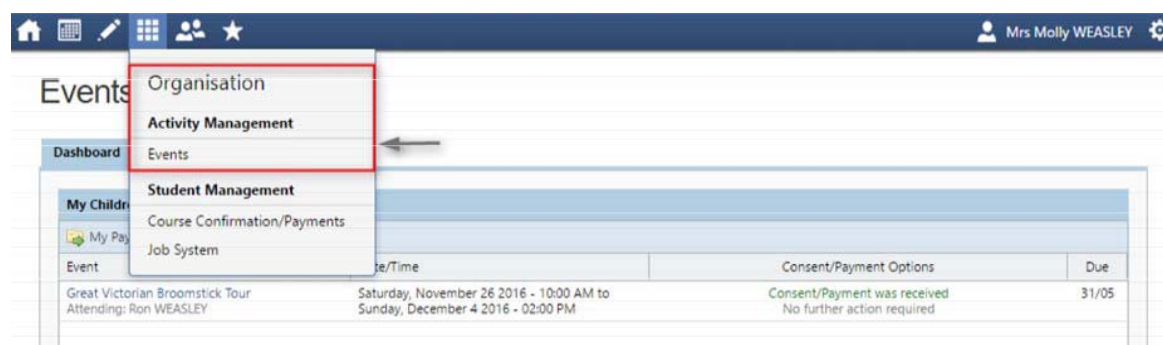 Mrs Molly WEASLEY
Events
Organisation
Activity Management
Events
Dashboard
Student Management
Course Confirmation/Payments
Job System
My Childr
My Pay
Event
te/Time
Consent/Payment Options
Due
Great Victorian Broomstick Tour
Attending: Ron WEASLEY
Saturday, November 26 2016 - 10:00 AM to
Sunday, December 4 2016 - 02:00 PM
Consent/Payment was received
No further action required
31/05